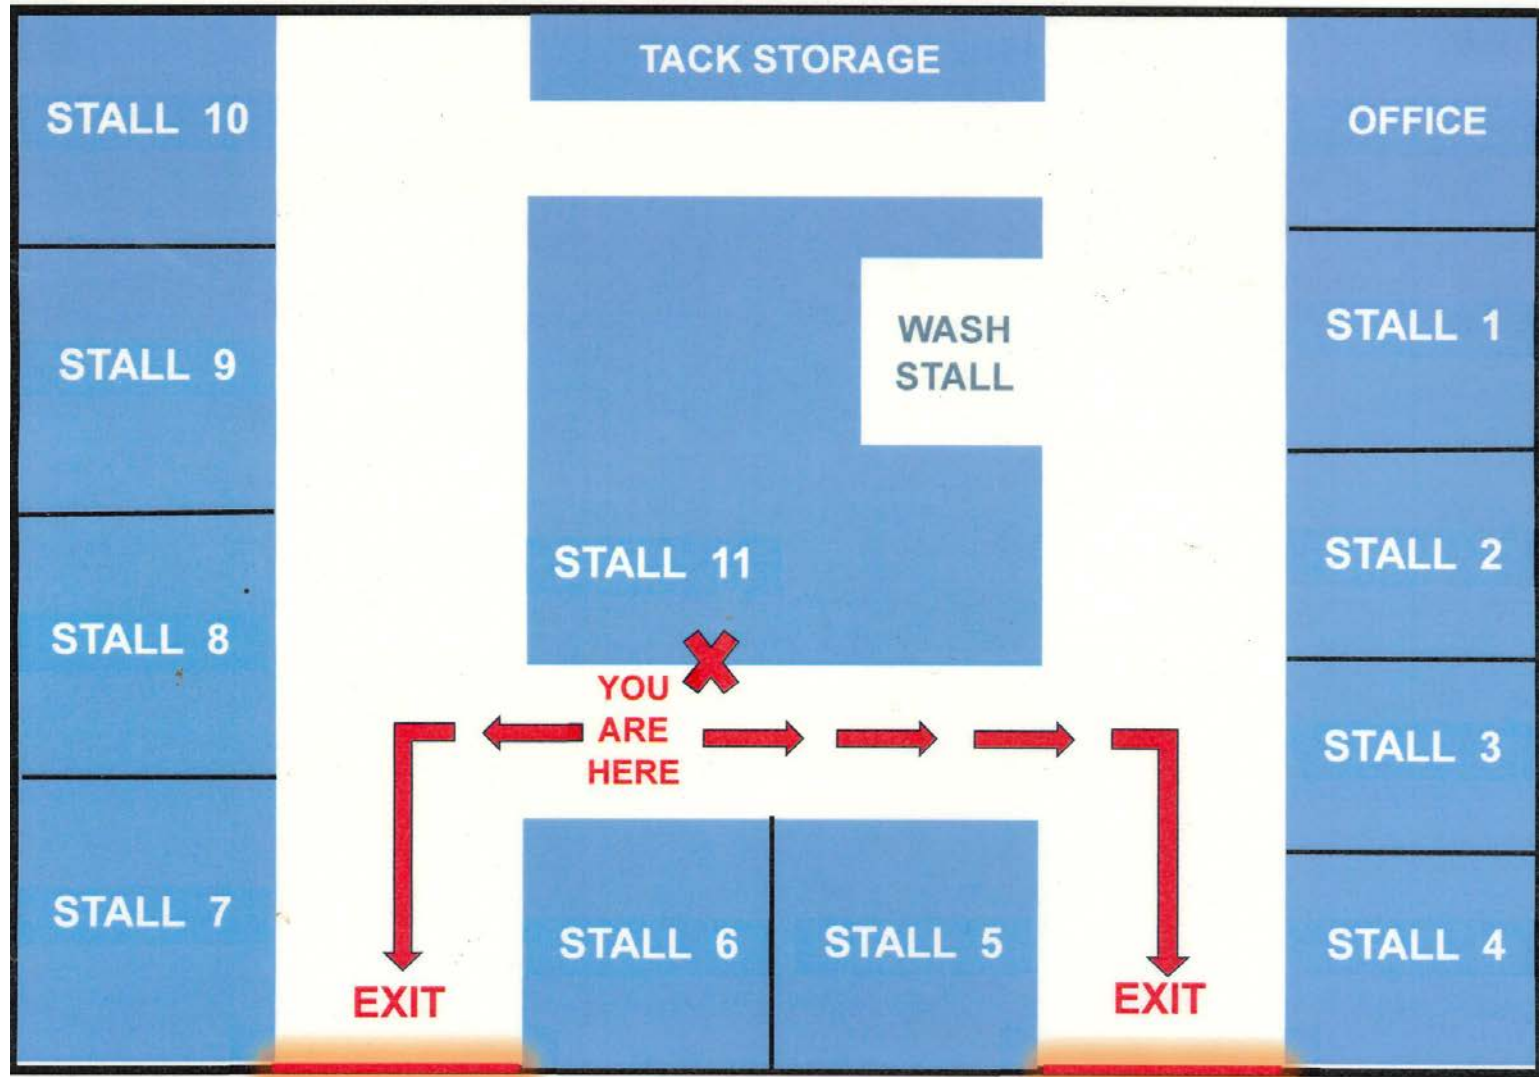 TACK STORAGE
STALL 10
OFFICE
STALL 9
WASH
STALL
STALL 1
STALL 11
STALL 2
STALL 8
YOU
ARE
HERE
STALL 3
STALL 7
STALL 6
STALL 5
STALL 4
EXIT
EXIT